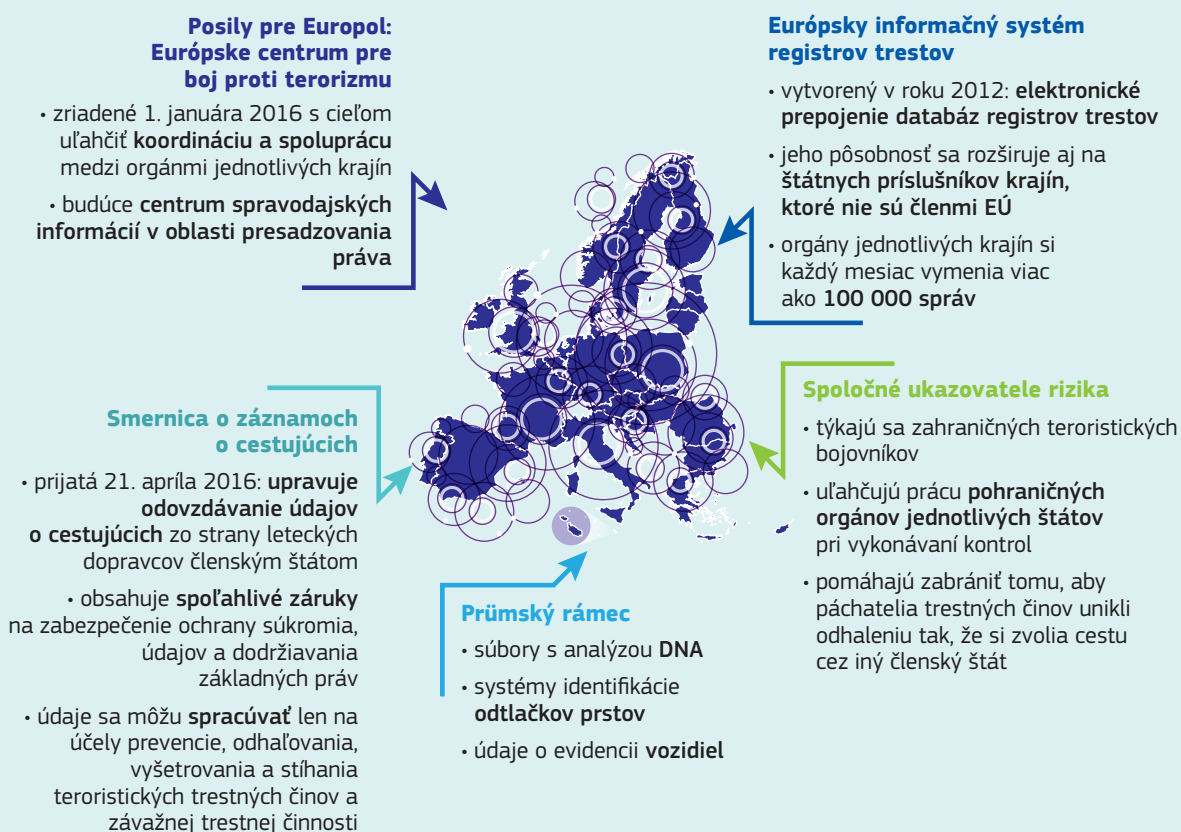 Posily pre Europol:
Európske centrum pre
boj proti terorizmu
• zriadené 1. januára 2016 s cieľom
uľahčiť koordináciu a spoluprácu
medzi orgánmi jednotlivých krajín
• budúce centrum spravodajských
informácií v oblasti presadzovania
práva
Európsky informačný systém
registrov trestov
• vytvorený v roku 2012: elektronické
prepojenie databáz registrov trestov
• jeho pôsobnosť sa rozširuje aj na
štátnych príslušníkov krajín,
ktoré nie sú členmi EÚ
• orgány jednotlivých krajín si
každý mesiac vymenia viac
ako 100 000 správ
Smernica o záznamoch
o cestujúcich
• prijatá 21. apríla 2016: upravuje
odovzdávanie údajov
o cestujúcich zo strany leteckých
dopravcov členským štátom
• obsahuje spoľahlivé záruky
na zabezpečenie ochrany súkromia,
údajov a dodržiavania
základných práv
• údaje sa môžu spracúvať len na
účely prevencie, odhaľovania,
vyšetrovania a stíhania
teroristických trestných činov a
závažnej trestnej činnosti
Prümský rámec
• súbory s analýzou DNA
• systémy identifikácie
odtlačkov prstov
• údaje o evidencii vozidiel
Spoločné ukazovatele rizika
• týkajú sa zahraničných teroristických
bojovníkov
• uľahčujú prácu pohraničných
orgánov jednotlivých štátov
pri vykonávaní kontrol
• pomáhajú zabrániť tomu, aby
páchatelia trestných činov unikli
odhaleniu tak, že si zvolia cestu
cez iný členský štát